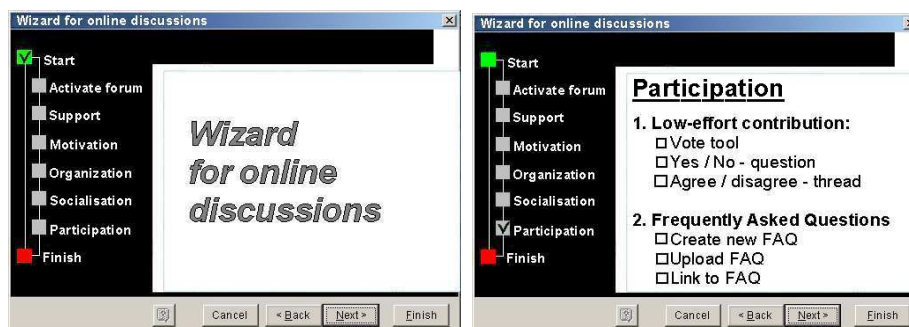 Wizard for online discussions
Start
Activate forum
Support
Motivation
Organization
Socialisation
Participation
Finish
Wizard
for online
discussions
Cancel
< Back
Next >
Finish
Wizard for online discussions
Start
Activate forum
Support
Motivation
Organization
Socialisation
Participation
Finish
Participation
1. Low-effort contribution:
Vote tool
Yes / No - question
Agree / disagree - thread
2. Frequently Asked Questions
Create new FAQ
Upload FAQ
Link to FAQ
Cancel
< Back
Next >
Finish